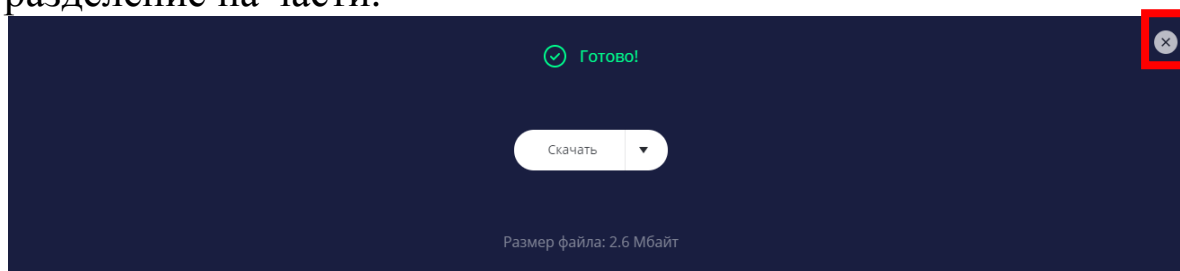 разделение на части.
Готово!
Скачать
Размер файла: 2.6 Мбайт